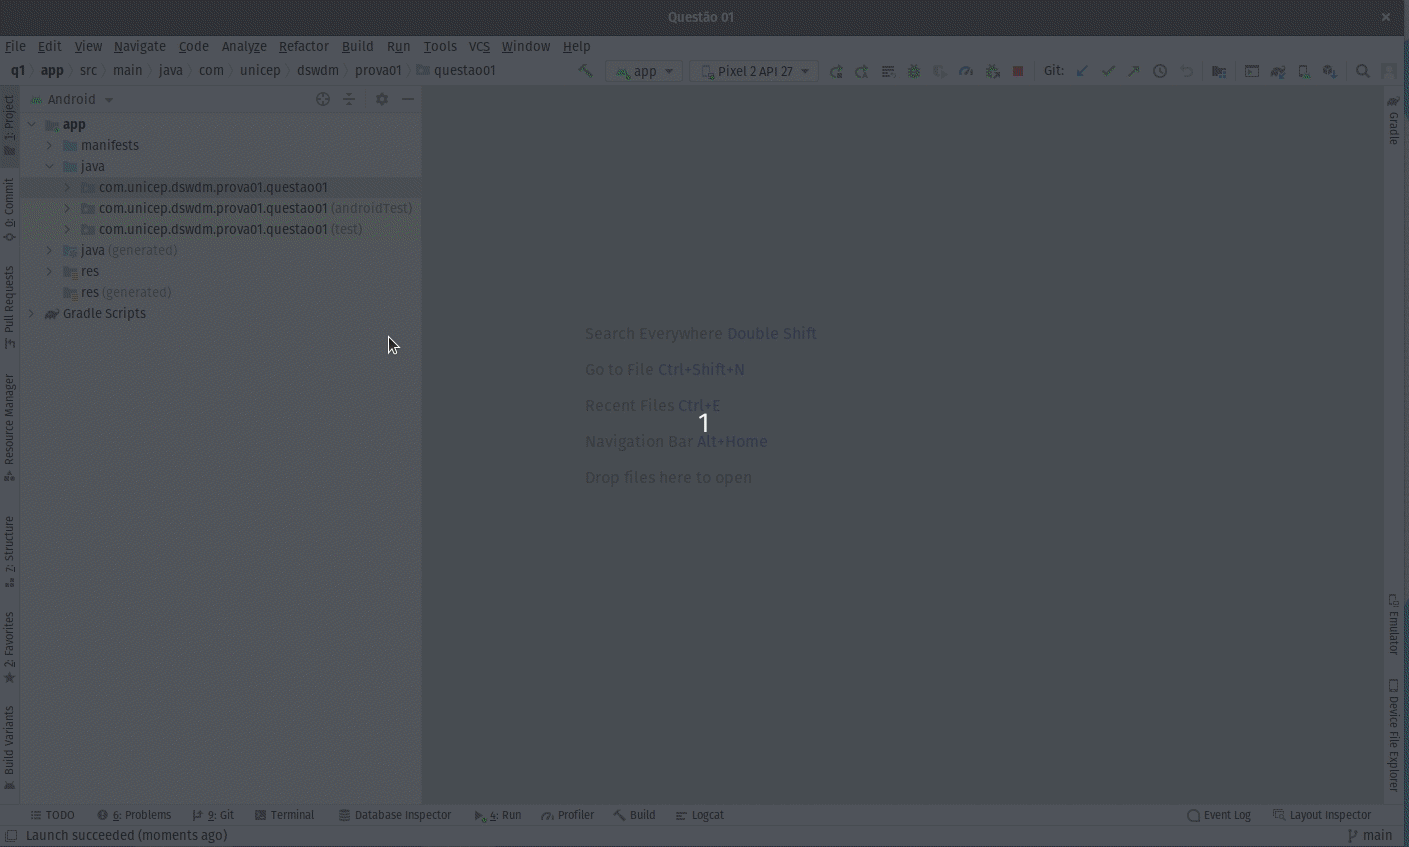 Questão 01
File Edit View Navigate Code Analyze Refactor Build Run Tools VCS Window Help
q1 app src main java com unicep dswdm prova01 questao01 app Pixel 2 API 27 Git:
1: Project
0: Commit
Pull Requests
Resource Manager
7: Structure
2: Favorites
Build Variants
Android
app
manifests
java
com.unicep.dswdm.prova01.questao01
com.unicep.dswdm.prova01.questao01 (androidTest)
com.unicep.dswdm.prova01.questao01 (test)
java (generated)
res
res (generated)
Gradle Scripts
Search Everywhere Double Shift
Go to File Ctrl+Shift+N
Recent Files Ctrl+E
1
Navigation Bar Alt+Home
Drop files here to open
Gradle
Emulator
Device File Explorer
TODO 6: Problems 9: Git Terminal Database Inspector 4: Run Profiler Build Logcat Event Log Layout Inspector
Launch succeeded (moments ago) main